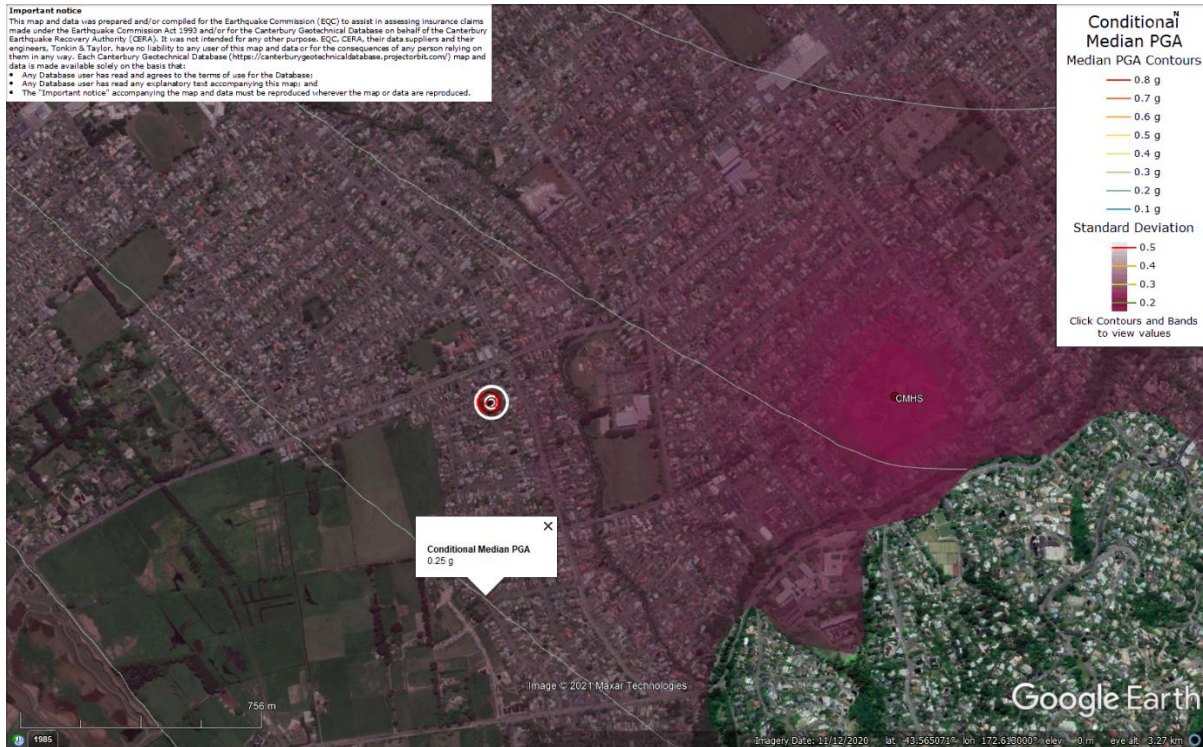 Important notice
This map and data was prepared and/or compiled for the Earthquake Commission (EQC) to assist in assessing insurance claims
made under the Earthquake Commission Act 1993 and/or for the Canterbury Geotechnical Database on behalf of the Canterbury
Earthquake Recovery Authority (CERA). It was not intended for any other purpose. EQC, CERA, their data suppliers and their
engineers, Tonkin & Taylor, have no liability to any user of this map and data or for the consequences of any person relying on
them in any way. Each Canterbury Geotechnical Database (https://canterburygeotechnicaldatabase.projectorbit.com/) map and
data is made available solely on the basis that:
• Any Database user has read and agrees to the terms of use for the Database;
• Any Database user has read any explanatory text accompanying this map; and
• The "Important notice" accompanying the map and data must be reproduced wherever the map or data are reproduced.
N
Conditional
Median PGA
Median PGA Contours
0.8 g
0.7 g
0.6 g
0.5 g
0.4 g
0.3 g
0.2 g
0.1 g
Standard Deviation
0.5
0.4
0.3
0.2
Click Contours and Bands
to view values
CMHS
Conditional Median PGA
0.25 g
Image © 2021 Maxar Technologies
Google Earth
756 m
1985
Imagery Date: 11/12/2020 lat -43.565071° lon 172.613000° elev 0 m eye alt 3.27 km